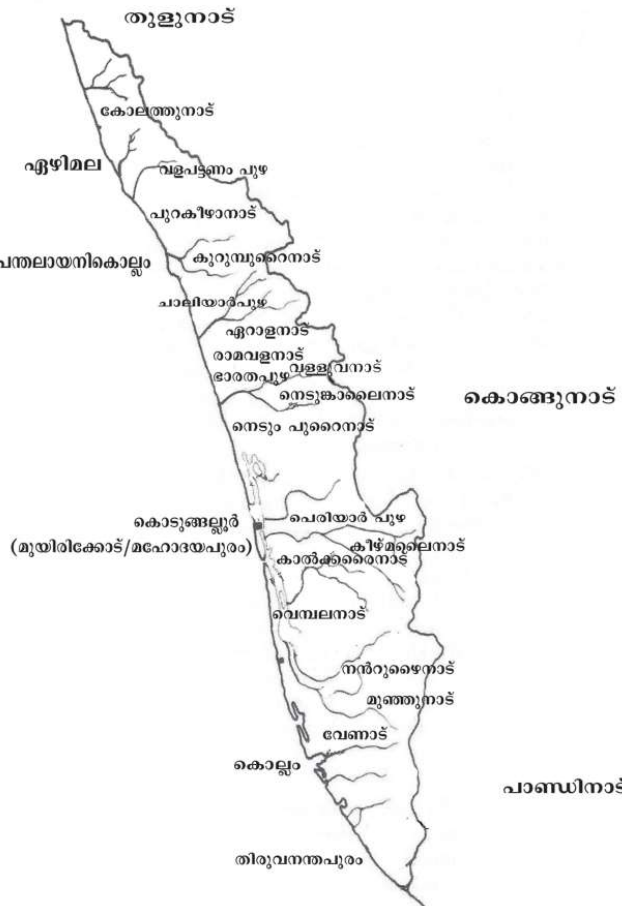 തുളുനാട്
കോലത്തുനാട്
ഏഴിമല
വളപട്ടണം പുഴ
പുറകീഴാനാട്
പന്തലായനികൊല്ലം
കുറുമ്പുറൈനാട്
ചാലിയാർപുഴ
ഏറാളനാട്
രാമവളനാട്
വള്ളുവനാട്
ഭാരതപുഴ
നെടുങ്കാലൈനാട്
കൊങ്ങുനാട്
നെടും പുറൈനാട്
കൊടുങ്ങല്ലൂർ
പെരിയാർ പുഴ
(മുയിരിക്കോട്/മഹോദയപുരം)
കീഴ്മലൈനാട്
കാൽക്കരൈനാട്
വെമ്പലനാട്
നൻറുഴൈനാട്
മുഞ്ഞുനാട്
വേണാട്
കൊല്ലം
പാണ്ഡിനാട്
തിരുവനന്തപുരം